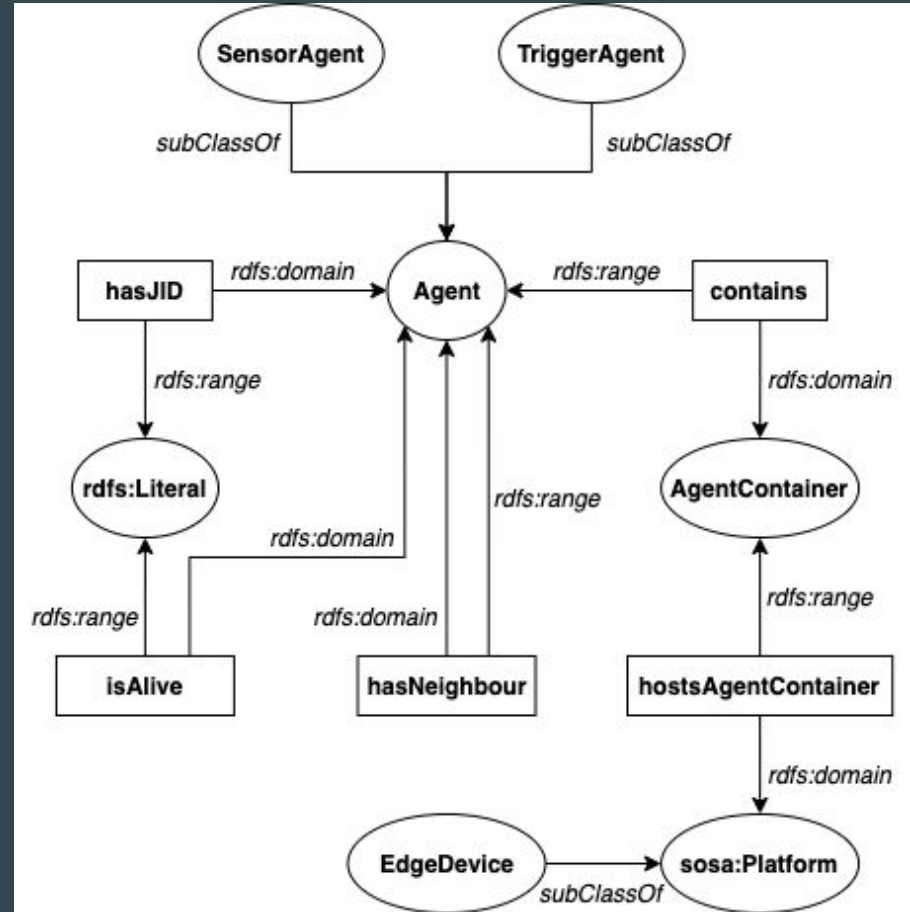 SensorAgent
TriggerAgent
subClassOf
subClassOf
rdfs:domain
rdfs:range
hasJID
Agent
contains
rdfs:range
rdfs:domain
rdfs:Literal
AgentContainer
rdfs:range
rdfs:domain
rdfs:range
rdfs:domain
rdfs:range
isAlive
hasNeighbour
hostsAgentContainer
rdfs:domain
EdgeDevice
sosa:Platform
subClassOf